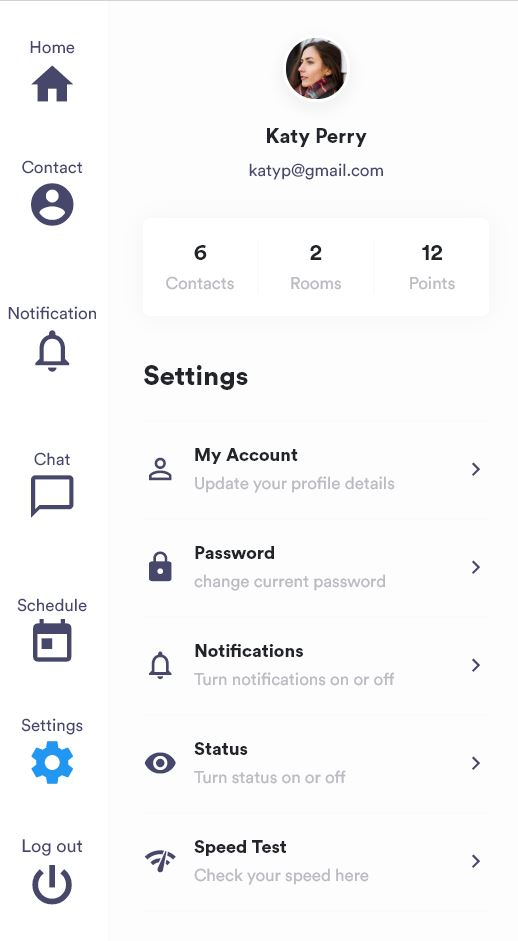 Home
Contact
Notification
Chat
Schedule
Settings
Log out
Katy Perry
katyp@gmail.com
6 2 12
Contacts Rooms Points
Settings
My Account
Update your profile details
Password
change current password
Notifications
Turn notifications on or off
Status
Turn status on or off
Speed Test
Check your speed here